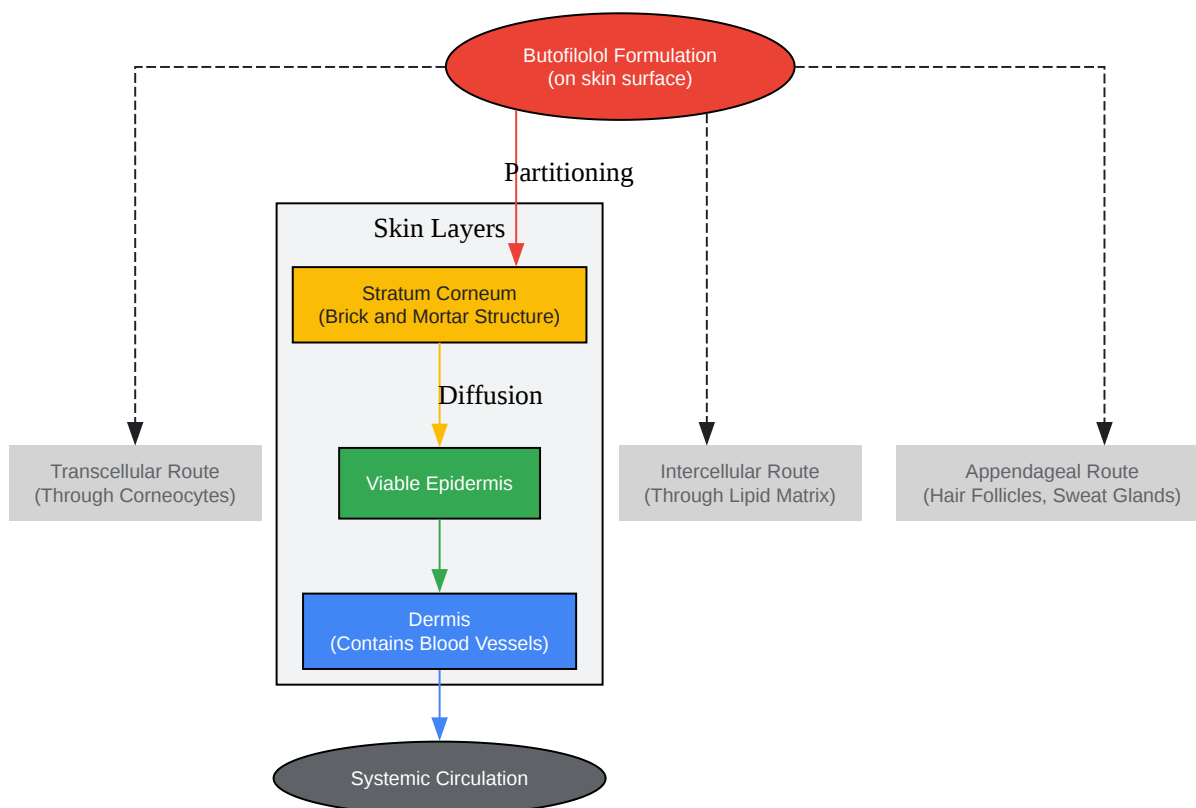 Butofilolol Formulation
(on skin surface)
Partitioning
Skin Layers
Stratum Corneum
(Brick and Mortar Structure)
Diffusion
Transcellular Route
(Through Corneocytes)
Viable Epidermis
Intercellular Route
(Through Lipid Matrix)
Appendageal Route
(Hair Follicles, Sweat Glands)
Dermis
(Contains Blood Vessels)
Systemic Circulation